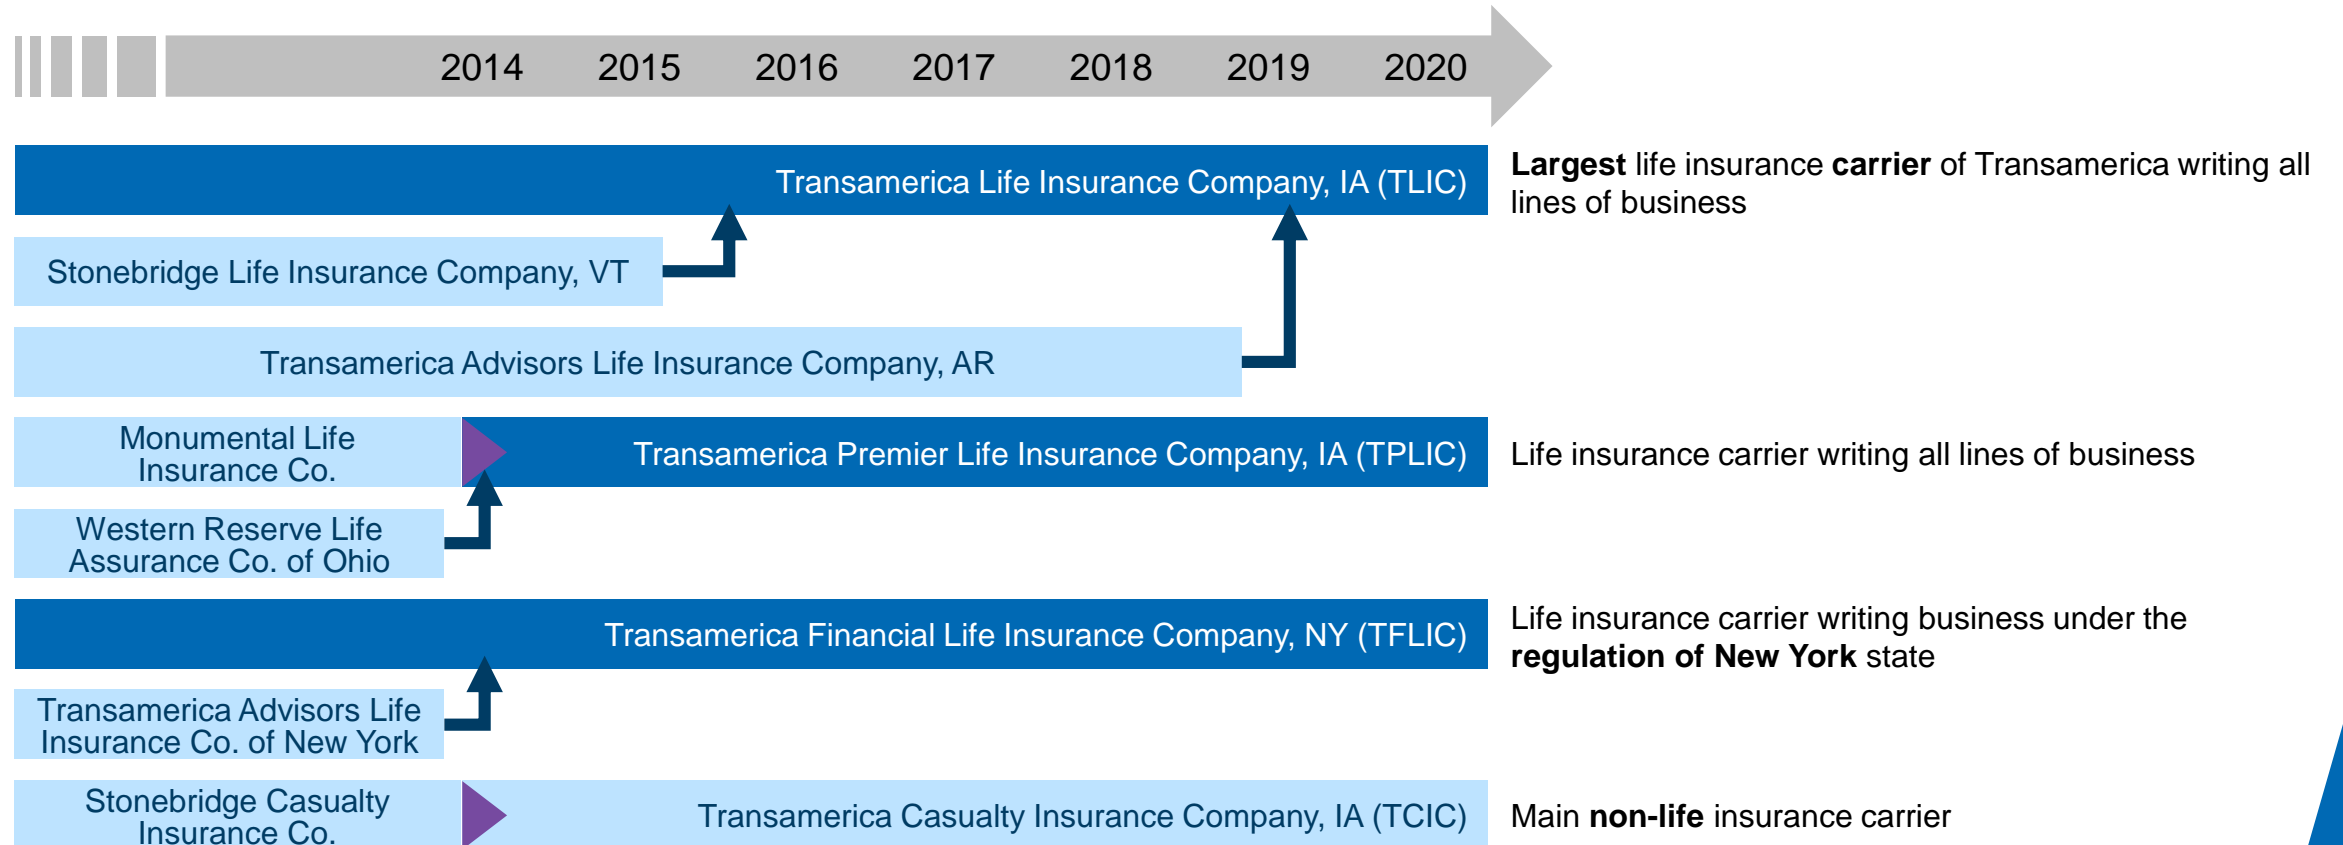 2014 2015 2016 2017 2018 2019 2020
Transamerica Life Insurance Company, IA (TLIC)
Largest life insurance carrier of Transamerica writing all
lines of business
Stonebridge Life Insurance Company, VT
Transamerica Advisors Life Insurance Company, AR
Monumental Life
Insurance Co.
Transamerica Premier Life Insurance Company, IA (TPLIC)
Life insurance carrier writing all lines of business
Western Reserve Life
Assurance Co. of Ohio
Transamerica Financial Life Insurance Company, NY (TFLIC)
Life insurance carrier writing business under the
regulation of New York state
Transamerica Advisors Life
Insurance Co. of New York
Stonebridge Casualty
Insurance Co.
Transamerica Casualty Insurance Company, IA (TCIC)
Main non-life insurance carrier